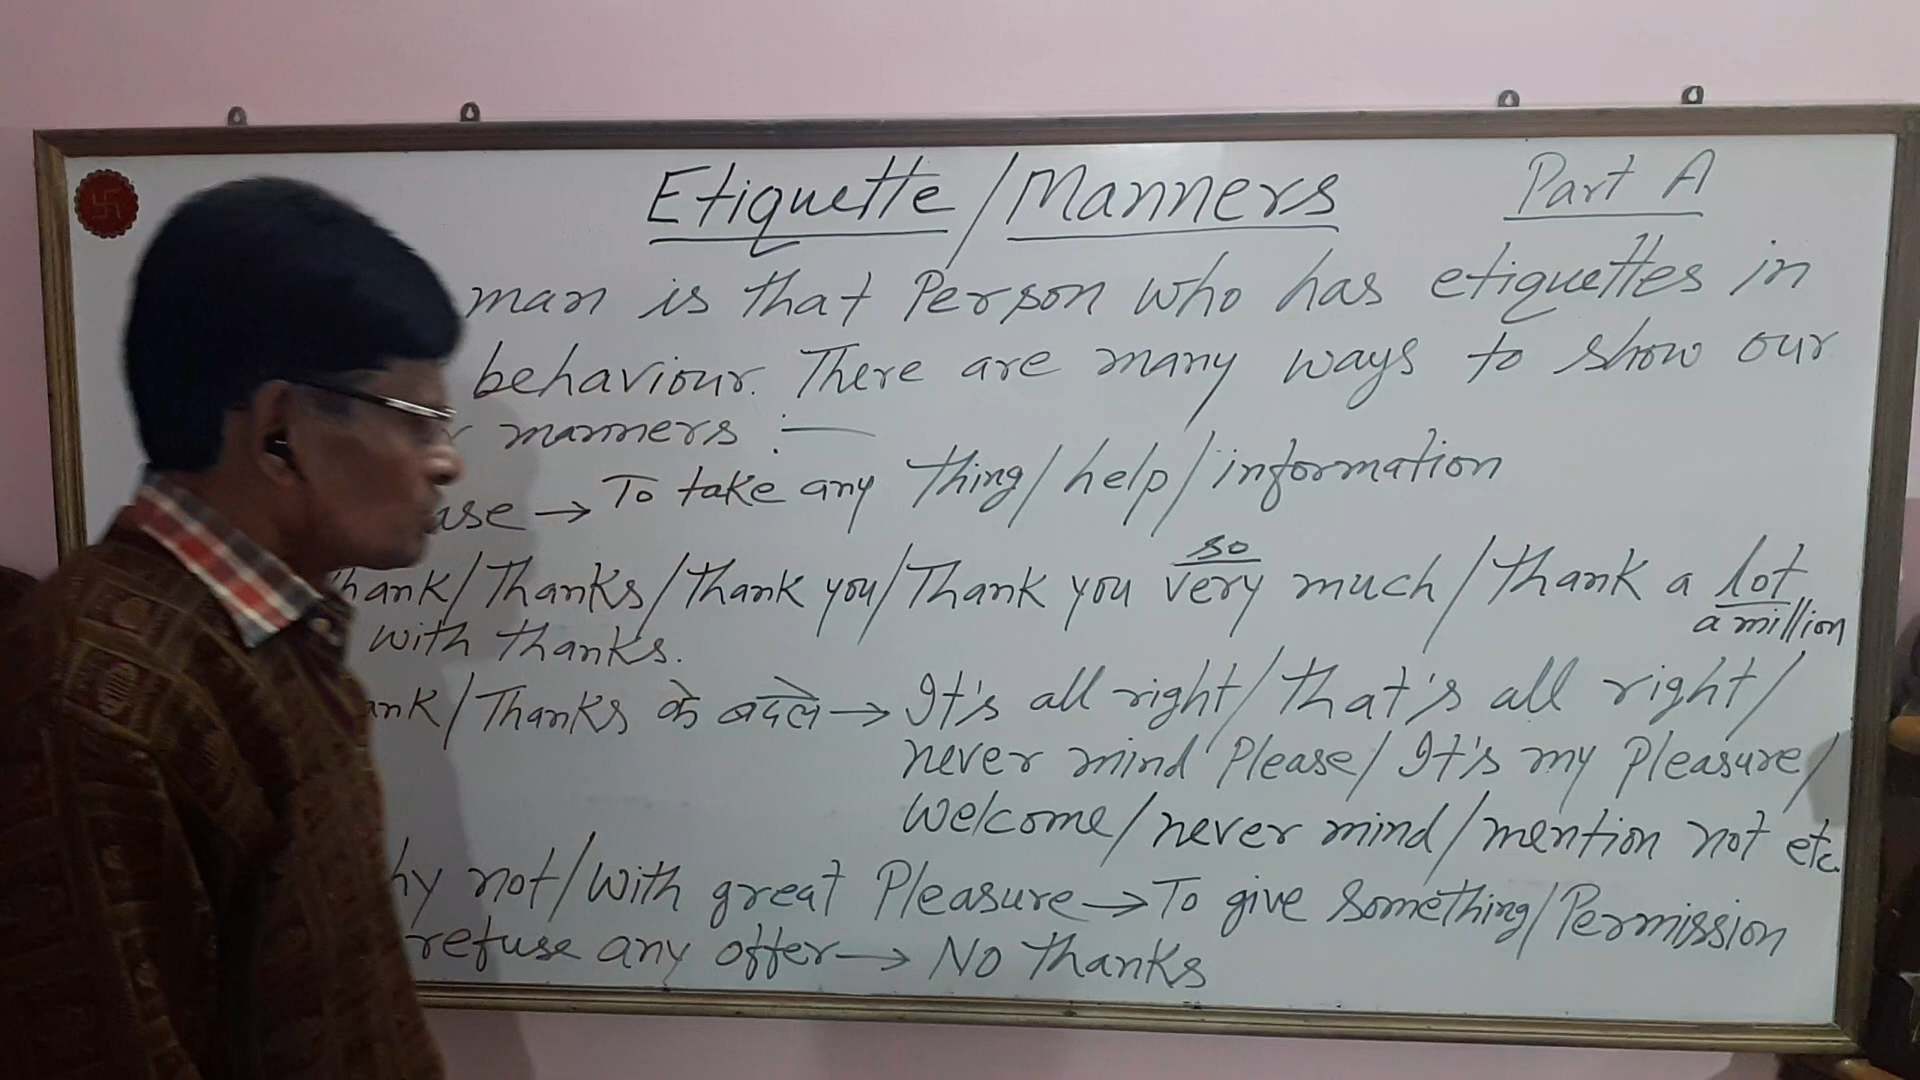 Etiquette/Manners Part A
man is that Person who has etiquettes in
behaviour. There are many ways to show our
manners :—
ase → To take any thing/help/information
hank/Thanks/Thank you/Thank you so very much/Thank a lot
a million
with thanks.
ank/Thanks के बदले → It's all right/that's all right/
never mind Please/It's my Pleasure/
Welcome/never mind/mention not etc.
hy not/with great Pleasure → To give something/Permission
refuse any offer → No thanks